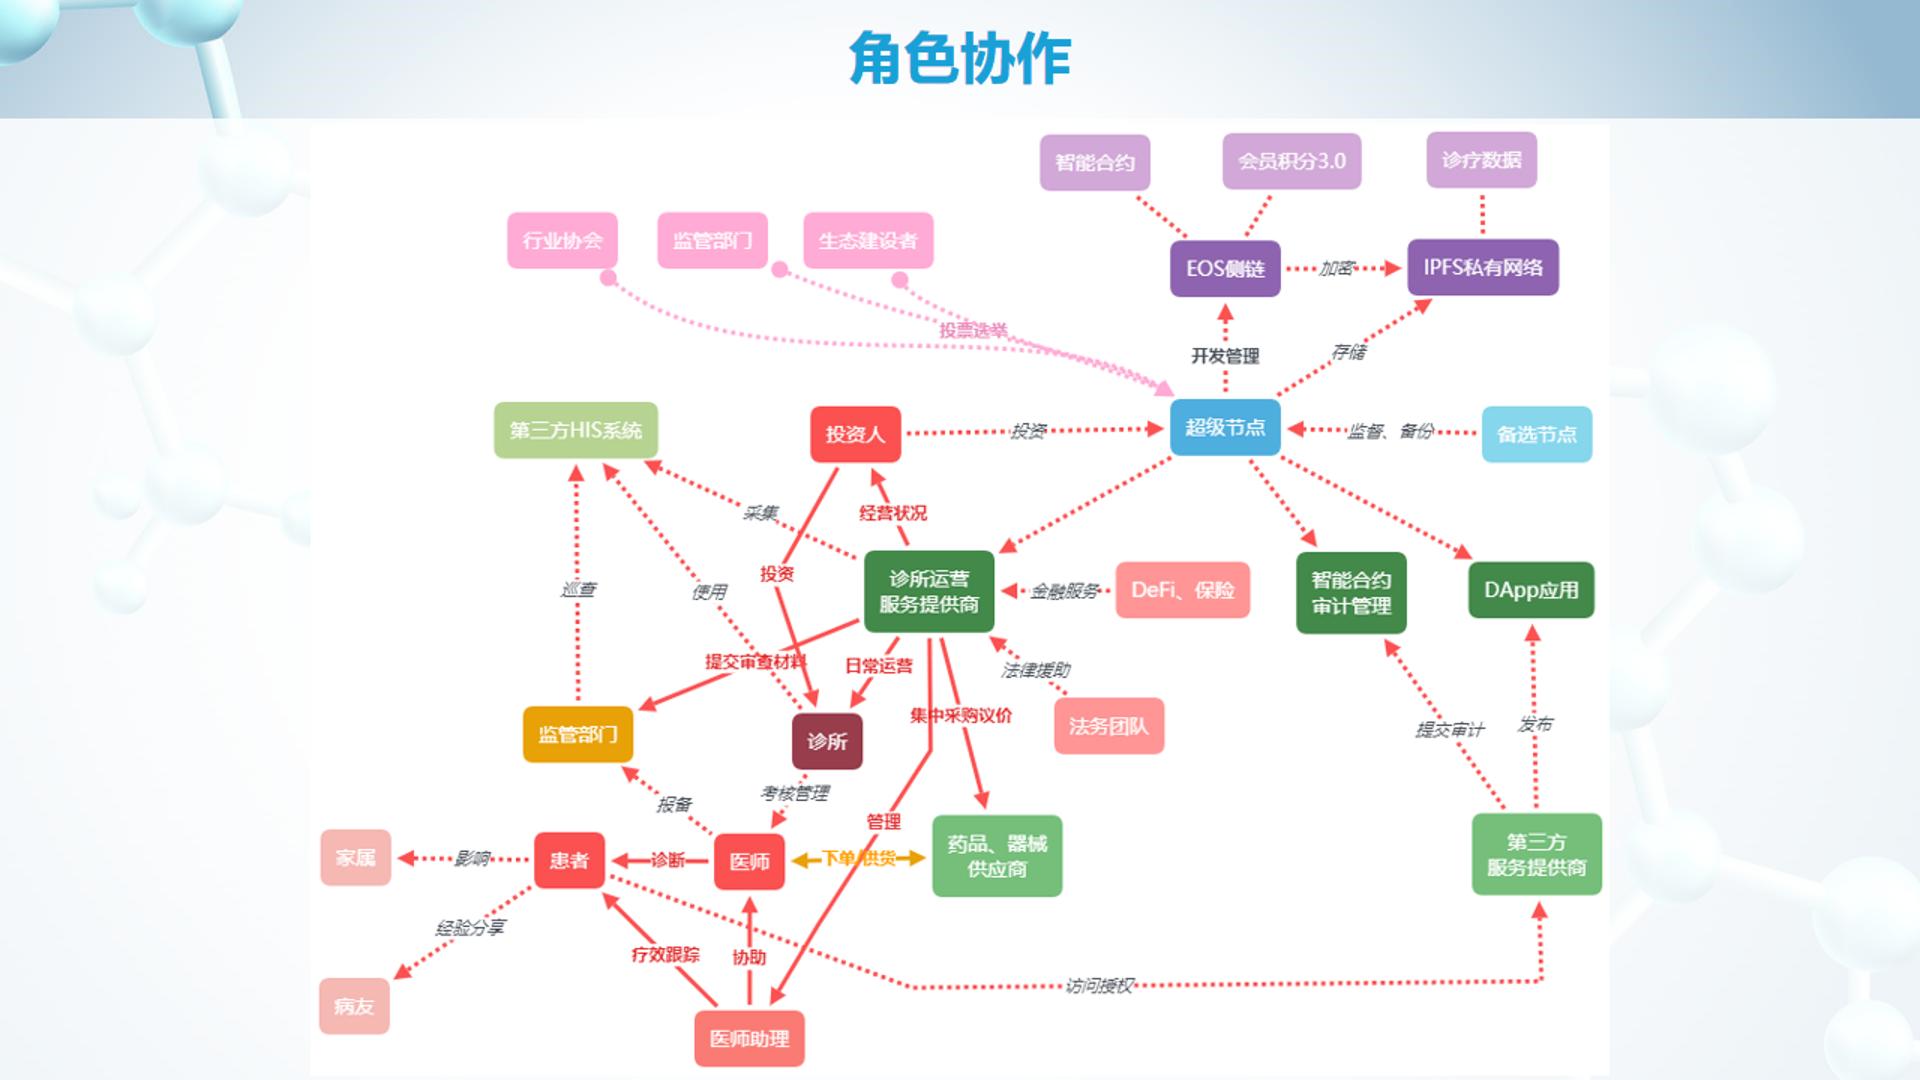 角色协作
智能合约
会员积分3.0
诊疗数据
行业协会
监管部门
生态建设者
EOS侧链
加密
IPFS私有网络
投票选举
开发管理
存储
第三方HIS系统
投资人
投资
超级节点
监督、备份
备选节点
采集
经营状况
投资
诊所运营
服务提供商
金融服务
DeFi、保险
智能合约
审计管理
DApp应用
巡查
使用
提交审查材料
日常运营
法律援助
集中采购议价
法务团队
监管部门
诊所
提交审计
发布
报备
考核管理
管理
家属
影响
患者
诊断
医师
下单/供货
药品、器械
供应商
第三方
服务提供商
经验分享
疗效跟踪
协助
访问授权
病友
医师助理